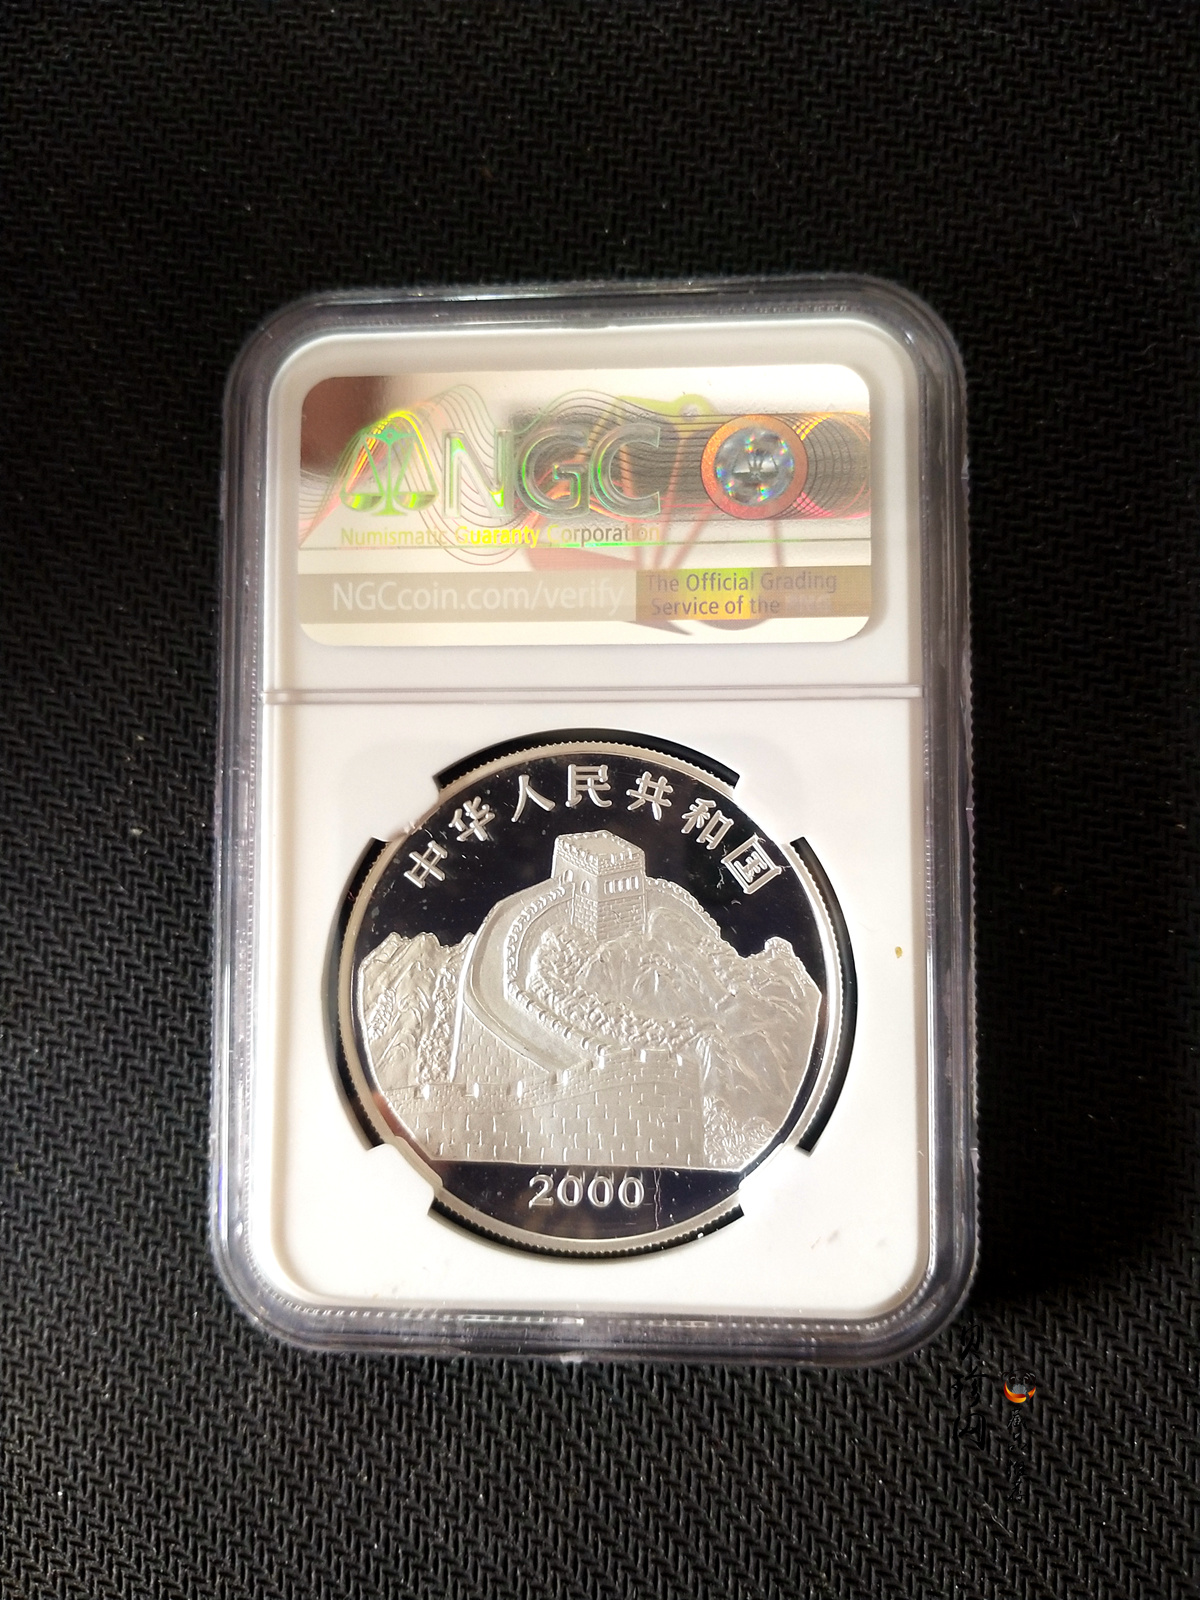 NGC
Numismatic Guaranty Corporation
NGCcoin.com/verify
The Official Grading
Service of the
中华人民共和国
2000